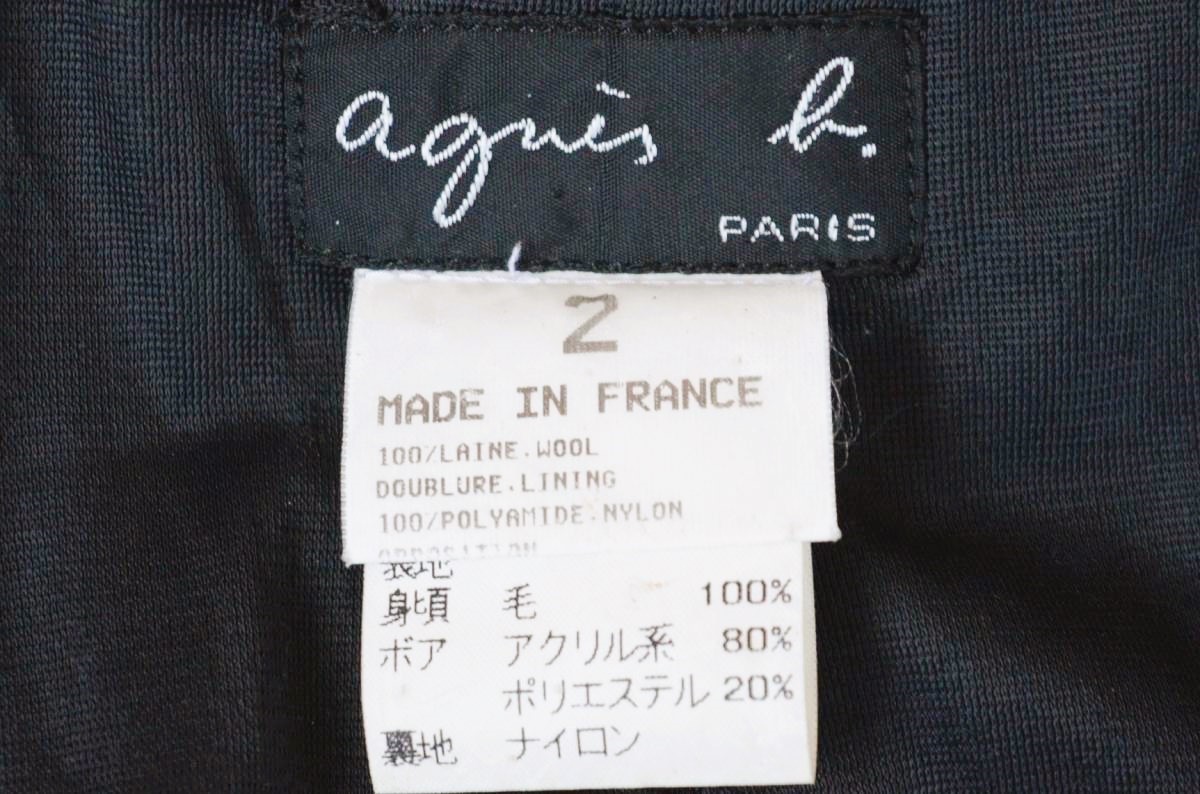 agnès b.
PARIS
2
MADE IN FRANCE
100%LAINE.WOOL
DOUBLURE.LINING
100%POLYAMIDE.NYLON
表地
身頃 毛 100%
ボア アクリル系 80%
ポリエステル 20%
裏地 ナイロン